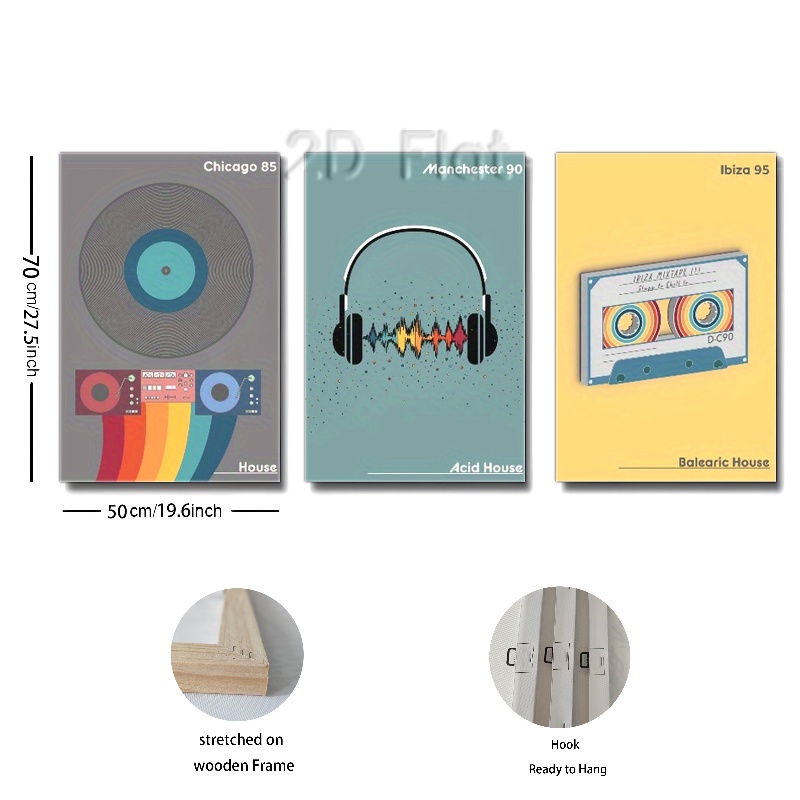 2D Flat
Chicago 85
Manchester 90
Ibiza 95
70 cm/27.5inch
IBIZA MIXTAPE !!!
D-C90
House
Acid House
Balearic House
50 cm/19.6inch
stretched on
wooden Frame
Hook
Ready to Hang